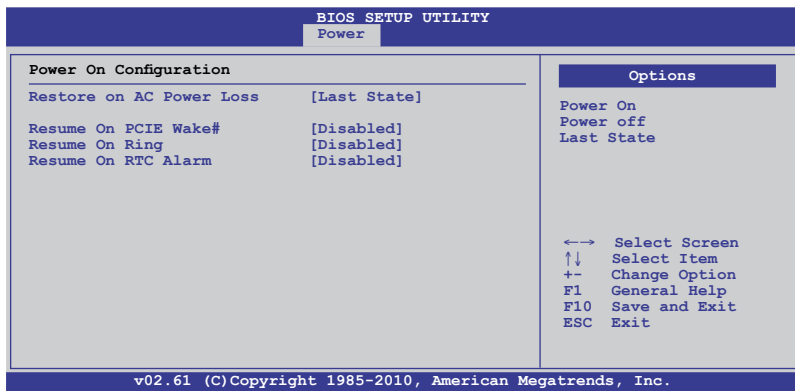 BIOS SETUP UTILITY
Power
Power On Configuration
Restore on AC Power Loss [Last State]
Resume On PCIE Wake# [Disabled]
Resume On Ring [Disabled]
Resume On RTC Alarm [Disabled]
Options
Power On
Power off
Last State
←→ Select Screen
↑↓ Select Item
+- Change Option
F1 General Help
F10 Save and Exit
ESC Exit
v02.61 (C)Copyright 1985-2010, American Megatrends, Inc.